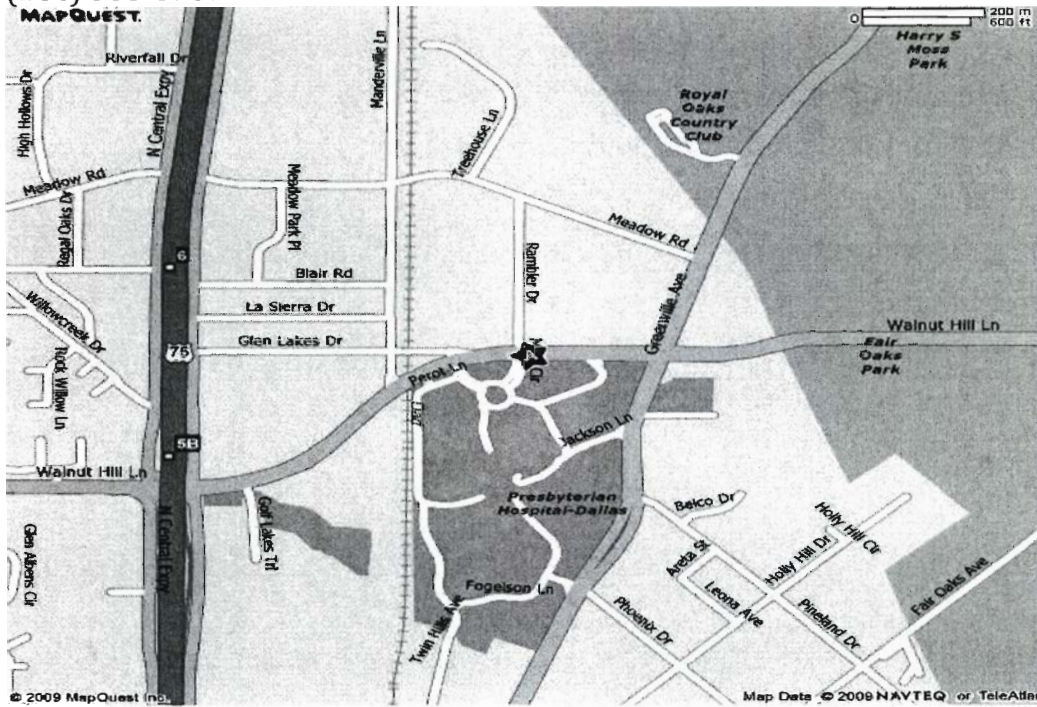 MAPQUEST.
200 m
600 ft
0
Harry S
Moss
Park
Riverfall Dr
High Hollows Dr
N Central Expy
Manderville Ln
Royal
Oaks
Country
Club
Treehouse Ln
Meadow Rd
Meadow Park Pl
Meadow Rd
Regal Oaks Dr
6
Rambler Dr
Blair Rd
Willowcreek Dr
La Sierra Dr
Greenville Ave
Walnut Hill Ln
75
Glen Lakes Dr
Fair
Oaks
Park
Rock Willow Ln
Perot Ln
Cir
Jackson Ln
5B
Walnut Hill Ln
Presbyterian
Hospital-Dallas
Belco Dr
Golf Lakes Trl
N Central Expy
Holly Hill Cir
Holly Hill Dr
Areta St
Glen Albens Cir
Fogelson Ln
Leona Ave
Fair Oaks Ave
Phoenix Dr
Pineland Dr
Twin Hills Ave
© 2009 MapQuest Inc.
Map Data © 2009 NAVTEQ or TeleAtlas